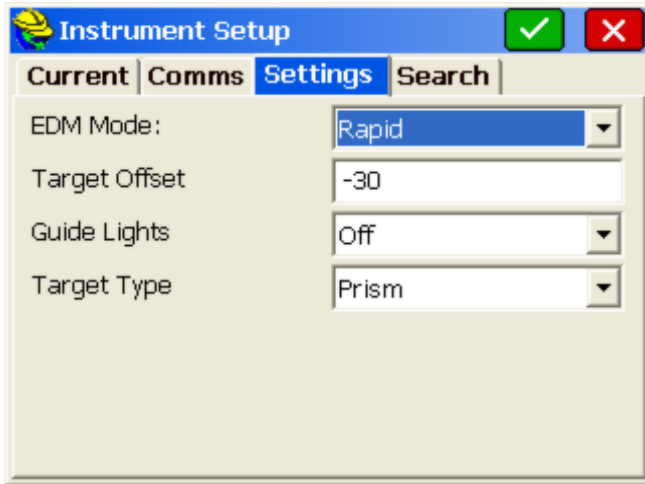 Instrument Setup
Current Comms Settings Search
EDM Mode: Rapid
Target Offset -30
Guide Lights Off
Target Type Prism